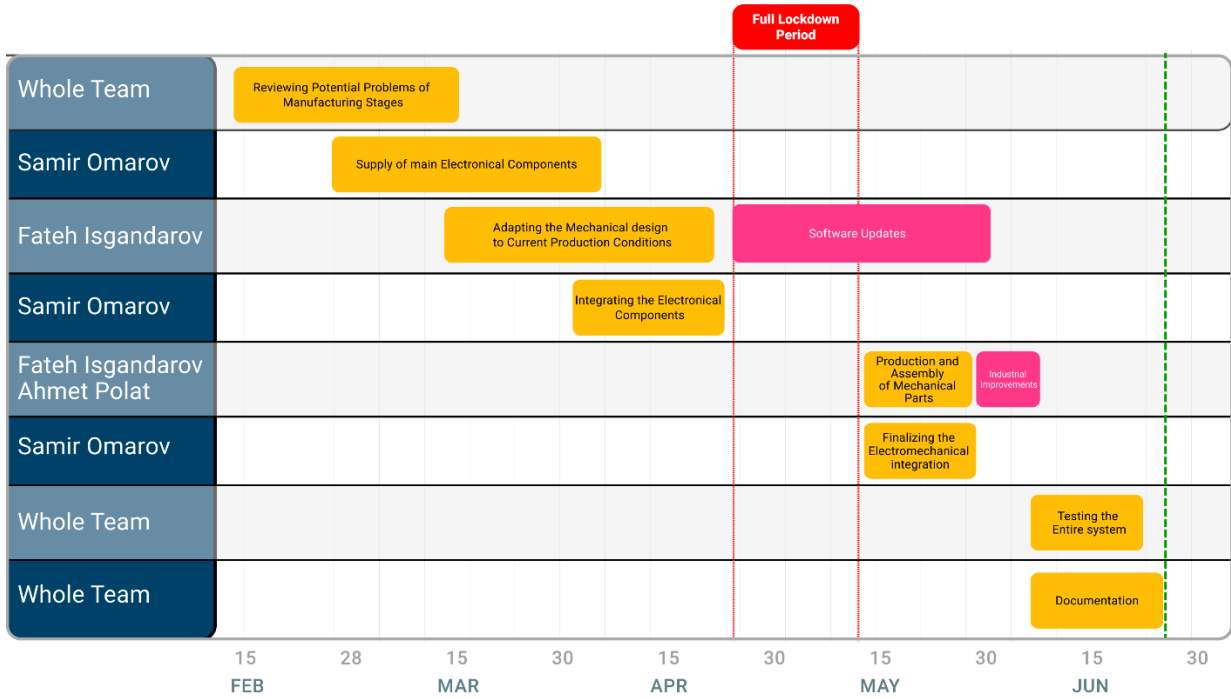 Full Lockdown
Period
Whole Team
Reviewing Potential Problems of
Manufacturing Stages
Samir Omarov
Supply of main Electronical Components
Fateh Isgandarov
Adapting the Mechanical design
to Current Production Conditions
Software Updates
Samir Omarov
Integrating the Electronical
Components
Fateh Isgandarov
Ahmet Polat
Production and
Assembly
of Mechanical
Parts
Industrial
improvements
Samir Omarov
Finalizing the
Electromechanical
integration
Whole Team
Testing the
Entire system
Whole Team
Documentation
15 28 15 30 15 30 15 30 15 30
FEB MAR APR MAY JUN